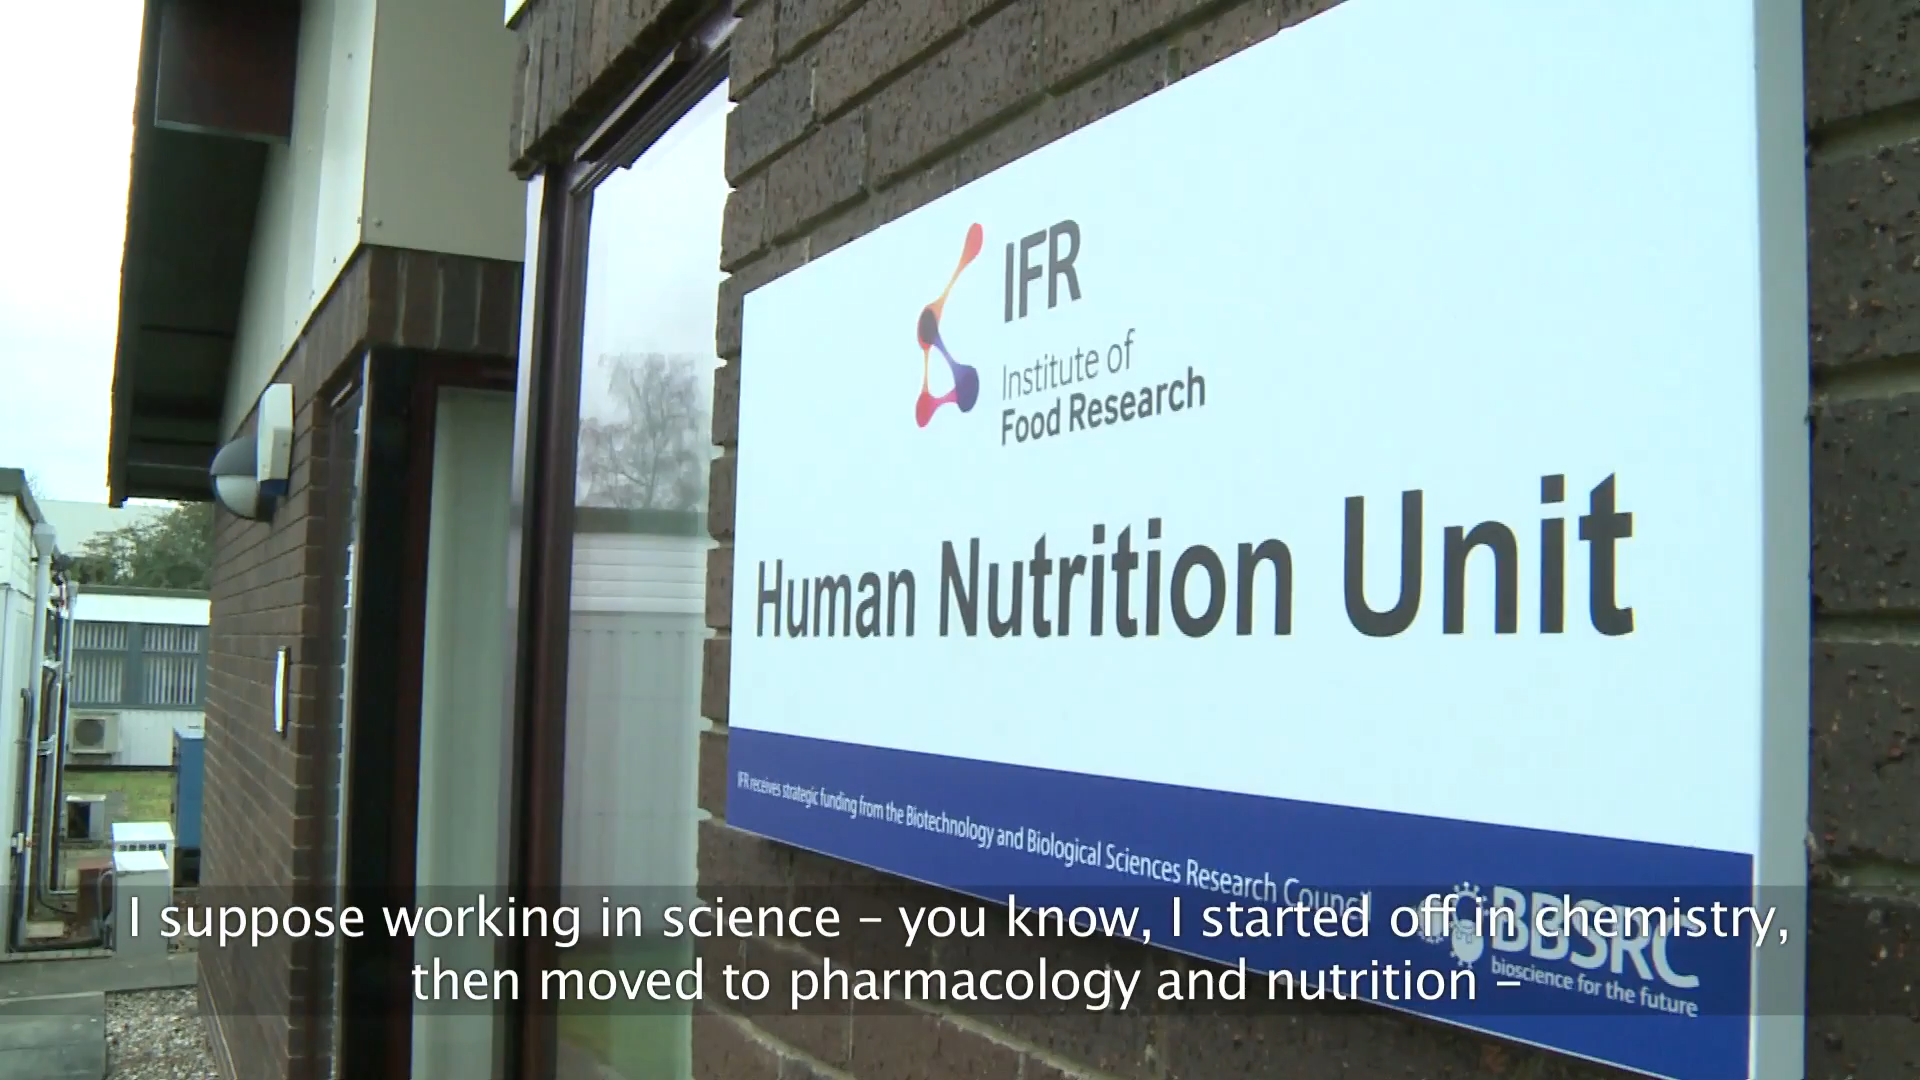 IFR
Institute of
Food Research
Human Nutrition Unit
IFR receives strategic funding from the Biotechnology and Biological Sciences Research Council
BBSRC
bioscience for the future
I suppose working in science – you know, I started off in chemistry,
then moved to pharmacology and nutrition –